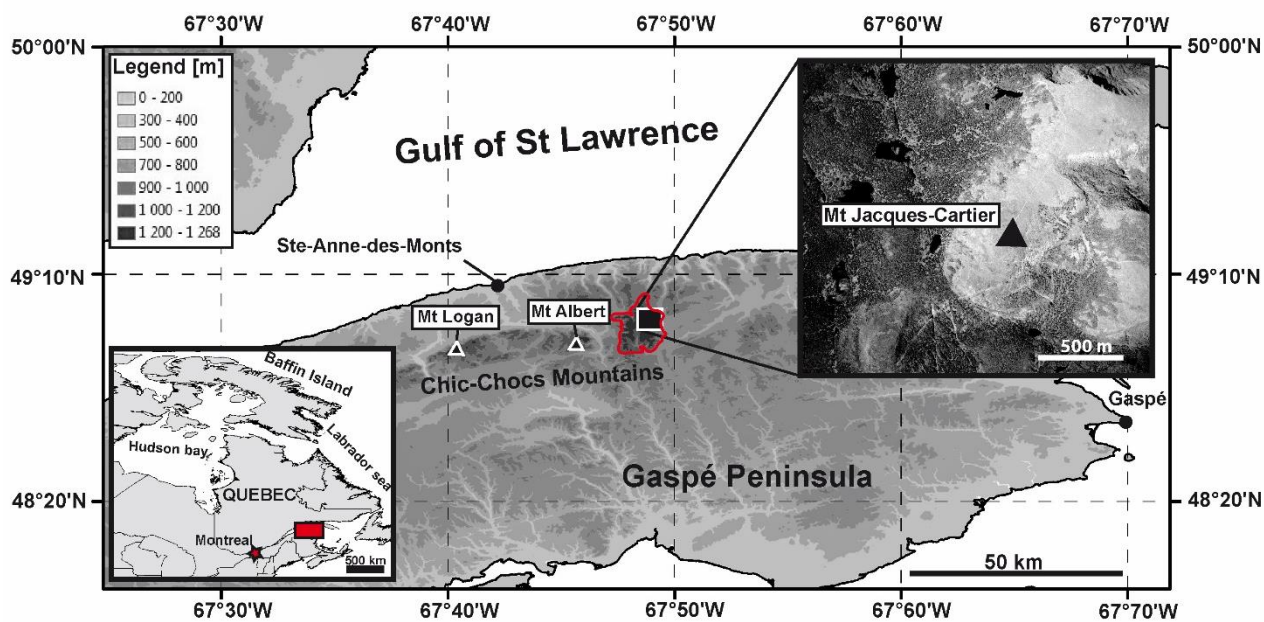 67°30'W 67°40'W 67°50'W 67°60'W 67°70'W
50°00'N 50°00'N
Legend [m]
0 - 200
300 - 400
500 - 600
700 - 800
900 - 1 000
1 000 - 1 200
1 200 - 1 268
Gulf of St Lawrence
Mt Jacques-Cartier
500 m
Ste-Anne-des-Monts
49°10'N 49°10'N
Mt Logan
Mt Albert
Chic-Chocs Mountains
Gaspé
Baffin Island
Labrador sea
Hudson bay
QUEBEC
Montreal
500 km
Gaspé Peninsula
48°20'N 48°20'N
50 km
67°30'W 67°40'W 67°50'W 67°60'W 67°70'W